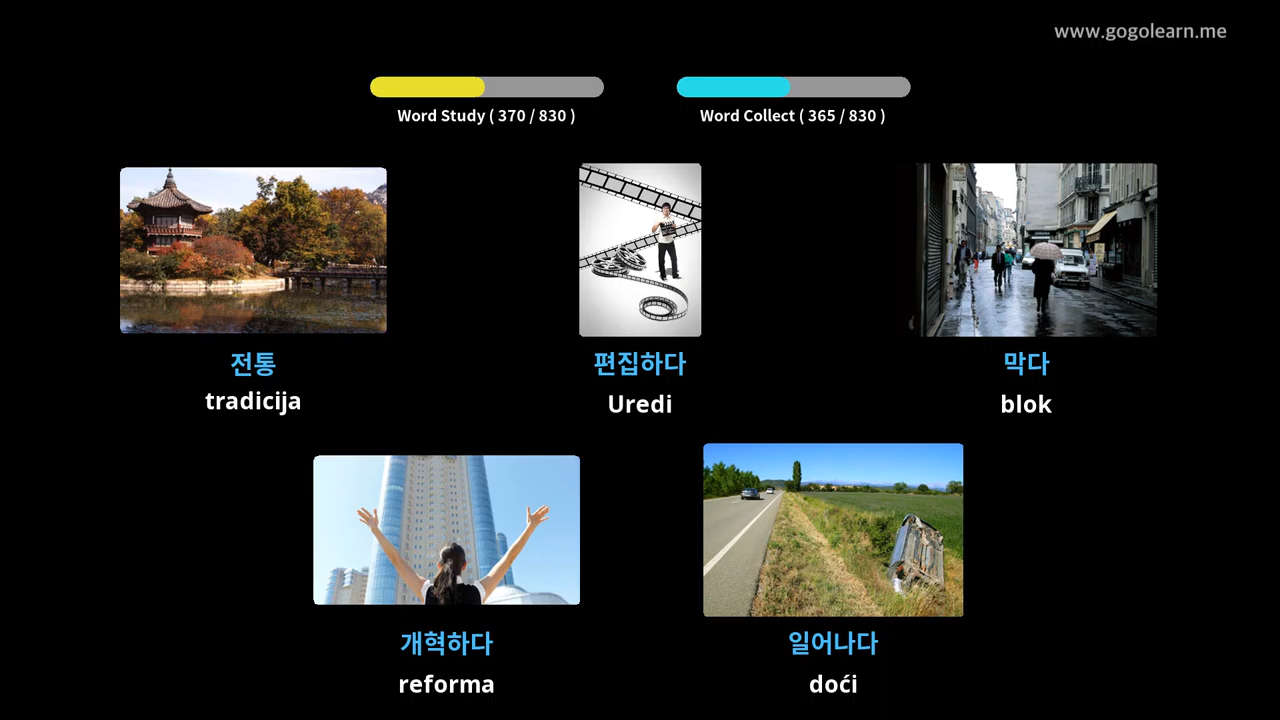 www.gogolearn.me
Word Study ( 370 / 830 )
Word Collect ( 365 / 830 )
전통
tradicija
편집하다
Uredi
막다
blok
개혁하다
reforma
일어나다
doći